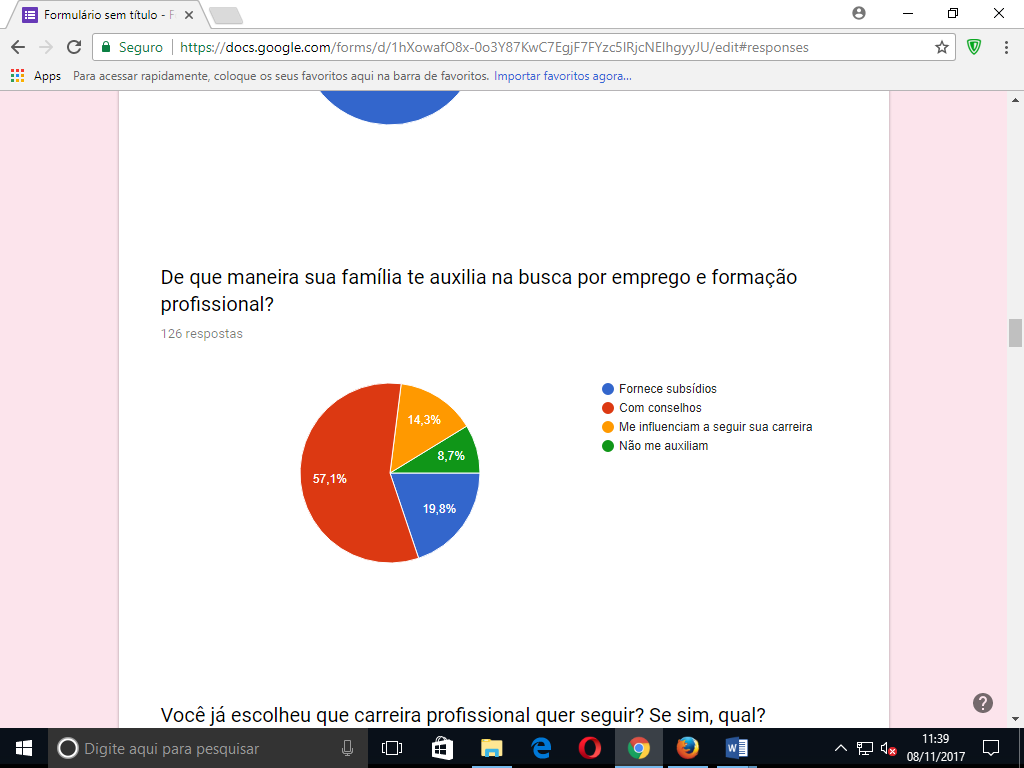 Formulário sem título - F
Seguro
https://docs.google.com/forms/d/1hXowafO8x-0o3Y87KwC7EgjF7FYzc5lRjcNElhgyyJU/edit#responses
Apps
Para acessar rapidamente, coloque os seus favoritos aqui na barra de favoritos. Importar favoritos agora...
De que maneira sua família te auxilia na busca por emprego e formação
profissional?
126 respostas
Fornece subsídios
Com conselhos
Me influenciam a seguir sua carreira
Não me auxiliam
14,3%
8,7%
57,1%
19,8%
Você já escolheu que carreira profissional quer seguir? Se sim, qual?
Digite aqui para pesquisar
11:39
08/11/2017